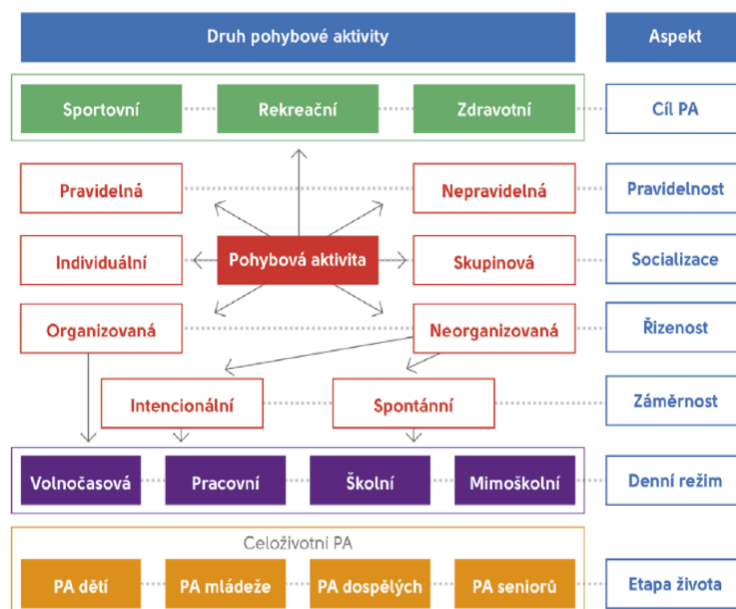 Druh pohybové aktivity Aspekt
Sportovní Rekreační Zdravotní Cíl PA
Pravidelná Nepravidelná Pravidelnost
Individuální Pohybová aktivita Skupinová Socializace
Organizovaná Neorganizovaná Řizenost
Intencionální Spontánní Záměrnost
Volnočasová Pracovní Školní Mimoškolní Denní režim
Celoživotní PA
PA dětí PA mládeže PA dospělých PA seniorů Etapa života